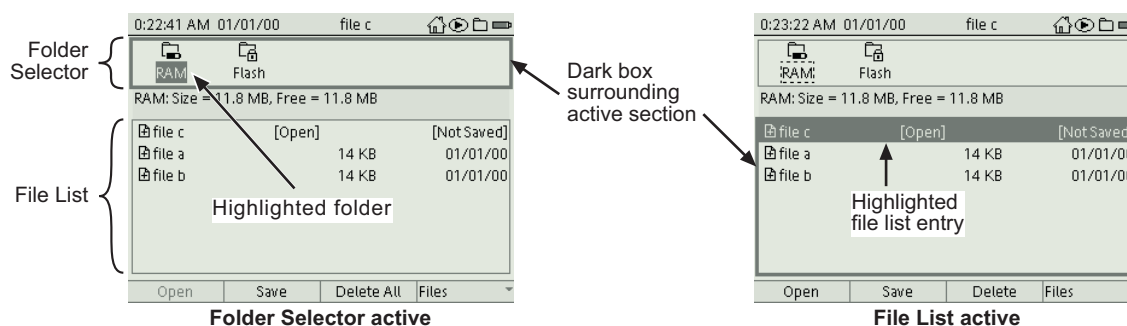 0:22:41 AM 01/01/00 file c
Folder Selector
RAM Flash
RAM: Size = 11.8 MB, Free = 11.8 MB
File List
file c [Open] [Not Saved]
file a 14 KB 01/01/00
file b 14 KB 01/01/00
Highlighted folder
Open Save Delete All Files
Folder Selector active
Dark box
surrounding
active section
0:23:22 AM 01/01/00 file c
RAM Flash
RAM: Size = 11.8 MB, Free = 11.8 MB
file c [Open] [Not Saved
file a 14 KB 01/01/0
file b 14 KB 01/01/0
Highlighted
file list entry
Open Save Delete Files
File List active